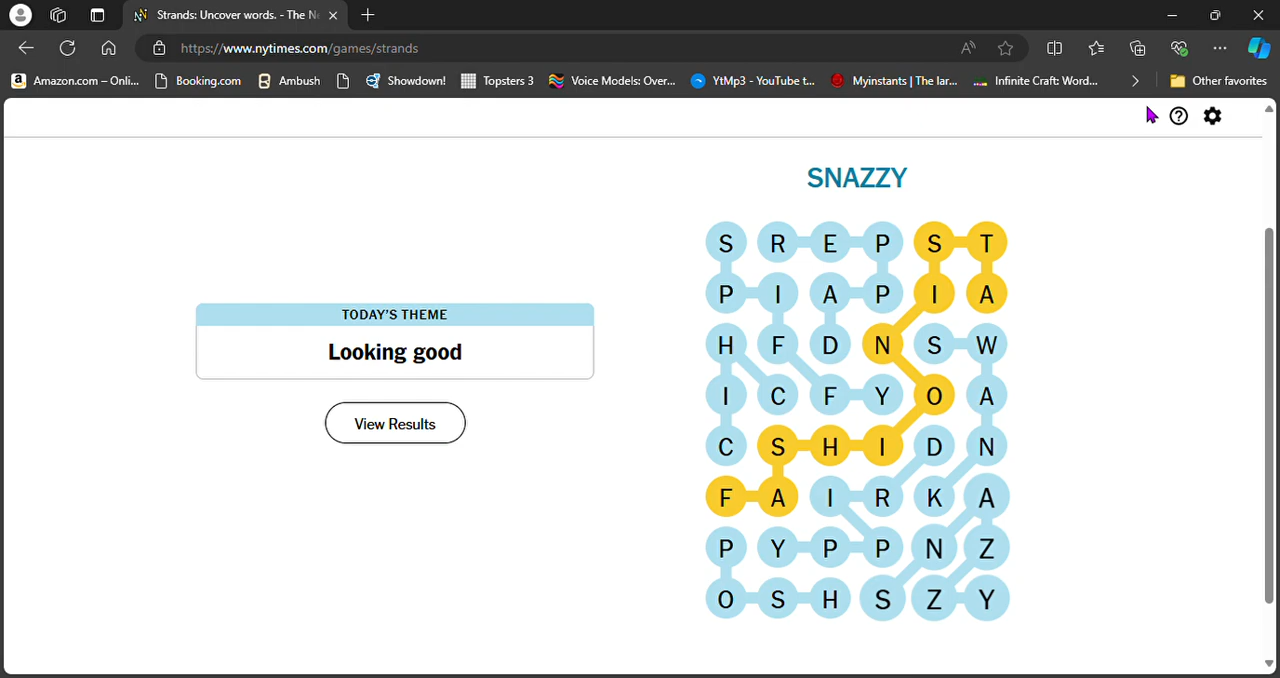 Strands: Uncover words. - The N
https://www.nytimes.com/games/strands
Amazon.com – Onli...
Booking.com
Ambush
Showdown!
Topsters 3
Voice Models: Over...
YtMp3 - YouTube t...
Myinstants | The lar...
Infinite Craft: Word...
Other favorites
TODAY'S THEME
Looking good
View Results
SNAZZY
S R E P S T
P I A P I A
H F D N S W
I C F Y O A
C S H I D N
F A I R K A
P Y P P N Z
O S H S Z Y